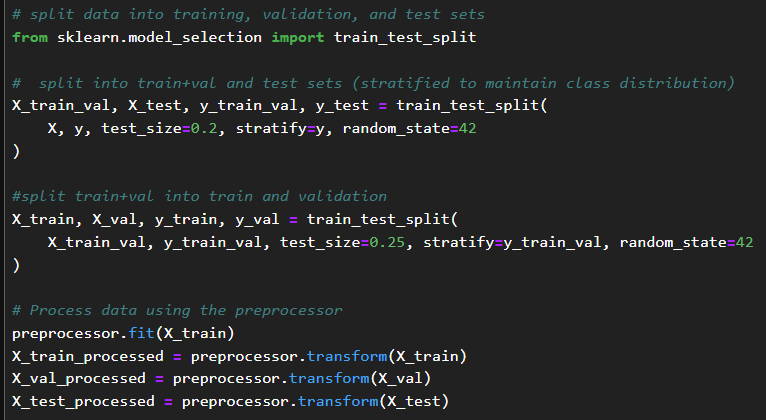 # split data into training, validation, and test sets
from sklearn.model_selection import train_test_split

#  split into train+val and test sets (stratified to maintain class distribution)
X_train_val, X_test, y_train_val, y_test = train_test_split(
    X, y, test_size=0.2, stratify=y, random_state=42
)

#split train+val into train and validation
X_train, X_val, y_train, y_val = train_test_split(
    X_train_val, y_train_val, test_size=0.25, stratify=y_train_val, random_state=42
)

# Process data using the preprocessor
preprocessor.fit(X_train)
X_train_processed = preprocessor.transform(X_train)
X_val_processed = preprocessor.transform(X_val)
X_test_processed = preprocessor.transform(X_test)